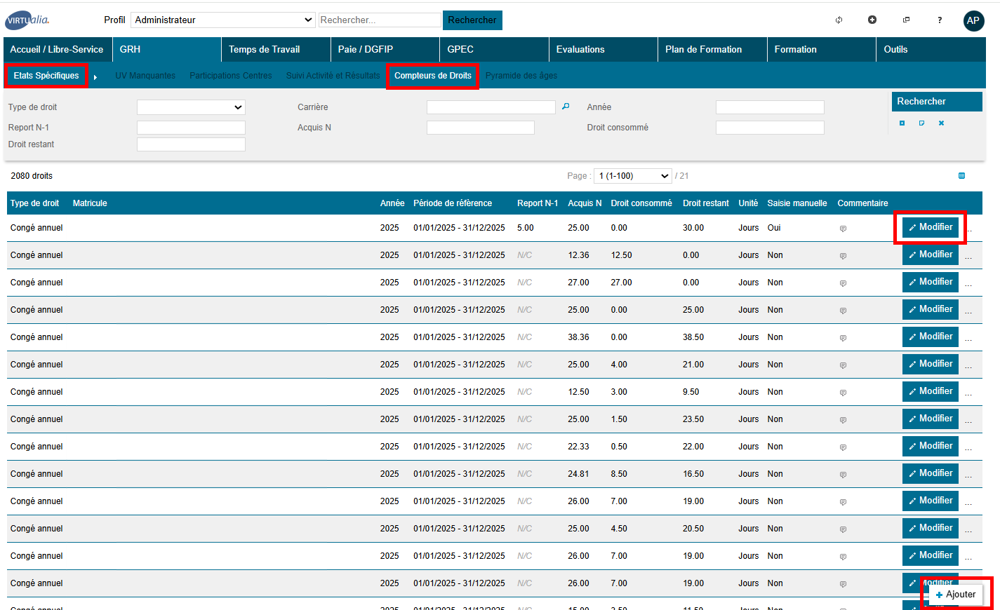 VIRTUalia.
Profil Administrateur Rechercher... Rechercher ? AP
Accueil / Libre-Service GRH Temps de Travail Paie / DGFIP GPEC Evaluations Plan de Formation Formation Outils
Etats Spécifiques UV Manquantes Participations Centres Suivi Activité et Résultats Compteurs de Droits Pyramide des âges
Type de droit Carrière Année Rechercher
Report N-1 Acquis N Droit consommé
Droit restant
2080 droits Page : 1 (1-100) / 21
Type de droit Matricule Année Période de référence Report N-1 Acquis N Droit consommé Droit restant Unité Saisie manuelle Commentaire
Congé annuel 2025 01/01/2025 - 31/12/2025 5.00 25.00 0.00 30.00 Jours Oui Modifier ...
Congé annuel 2025 01/01/2025 - 31/12/2025 N/C 12.36 12.50 0.00 Jours Non Modifier ...
Congé annuel 2025 01/01/2025 - 31/12/2025 N/C 27.00 27.00 0.00 Jours Non Modifier ...
Congé annuel 2025 01/01/2025 - 31/12/2025 N/C 25.00 0.00 25.00 Jours Non Modifier ...
Congé annuel 2025 01/01/2025 - 31/12/2025 N/C 38.36 0.00 38.50 Jours Non Modifier ...
Congé annuel 2025 01/01/2025 - 31/12/2025 N/C 25.00 4.00 21.00 Jours Non Modifier ...
Congé annuel 2025 01/01/2025 - 31/12/2025 N/C 12.50 3.00 9.50 Jours Non Modifier ...
Congé annuel 2025 01/01/2025 - 31/12/2025 N/C 25.00 1.50 23.50 Jours Non Modifier ...
Congé annuel 2025 01/01/2025 - 31/12/2025 N/C 22.33 0.50 22.00 Jours Non Modifier ...
Congé annuel 2025 01/01/2025 - 31/12/2025 N/C 24.81 8.50 16.50 Jours Non Modifier ...
Congé annuel 2025 01/01/2025 - 31/12/2025 N/C 26.00 7.00 19.00 Jours Non Modifier ...
Congé annuel 2025 01/01/2025 - 31/12/2025 N/C 25.00 4.50 20.50 Jours Non Modifier ...
Congé annuel 2025 01/01/2025 - 31/12/2025 N/C 26.00 7.00 19.00 Jours Non Modifier ...
Congé annuel 2025 01/01/2025 - 31/12/2025 N/C 26.00 7.00 19.00 Jours Non Modifier
Ajouter